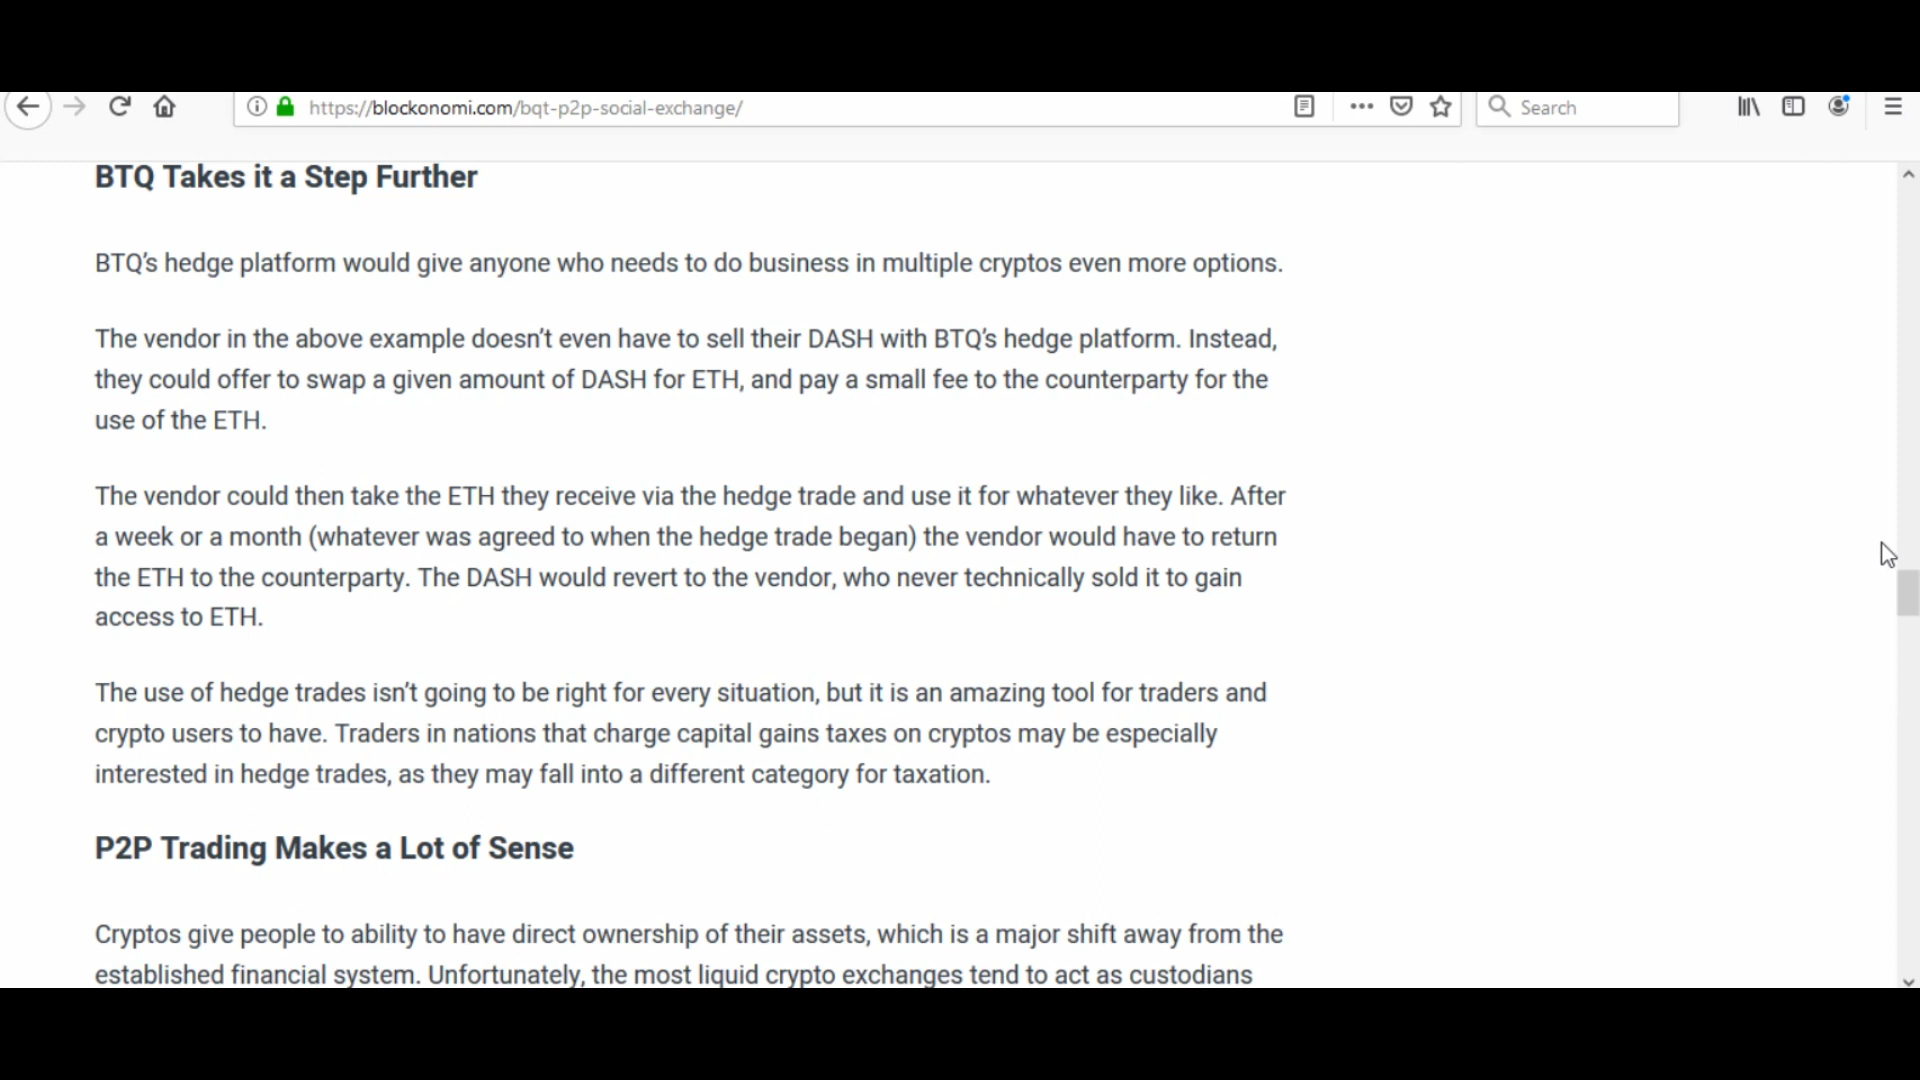 https://blockonomi.com/bqt-p2p-social-exchange/
Search
BTQ Takes it a Step Further
BTQ's hedge platform would give anyone who needs to do business in multiple cryptos even more options.
The vendor in the above example doesn't even have to sell their DASH with BTQ's hedge platform. Instead,
they could offer to swap a given amount of DASH for ETH, and pay a small fee to the counterparty for the
use of the ETH.
The vendor could then take the ETH they receive via the hedge trade and use it for whatever they like. After
a week or a month (whatever was agreed to when the hedge trade began) the vendor would have to return
the ETH to the counterparty. The DASH would revert to the vendor, who never technically sold it to gain
access to ETH.
The use of hedge trades isn't going to be right for every situation, but it is an amazing tool for traders and
crypto users to have. Traders in nations that charge capital gains taxes on cryptos may be especially
interested in hedge trades, as they may fall into a different category for taxation.
P2P Trading Makes a Lot of Sense
Cryptos give people to ability to have direct ownership of their assets, which is a major shift away from the
established financial system. Unfortunately, the most liquid crypto exchanges tend to act as custodians